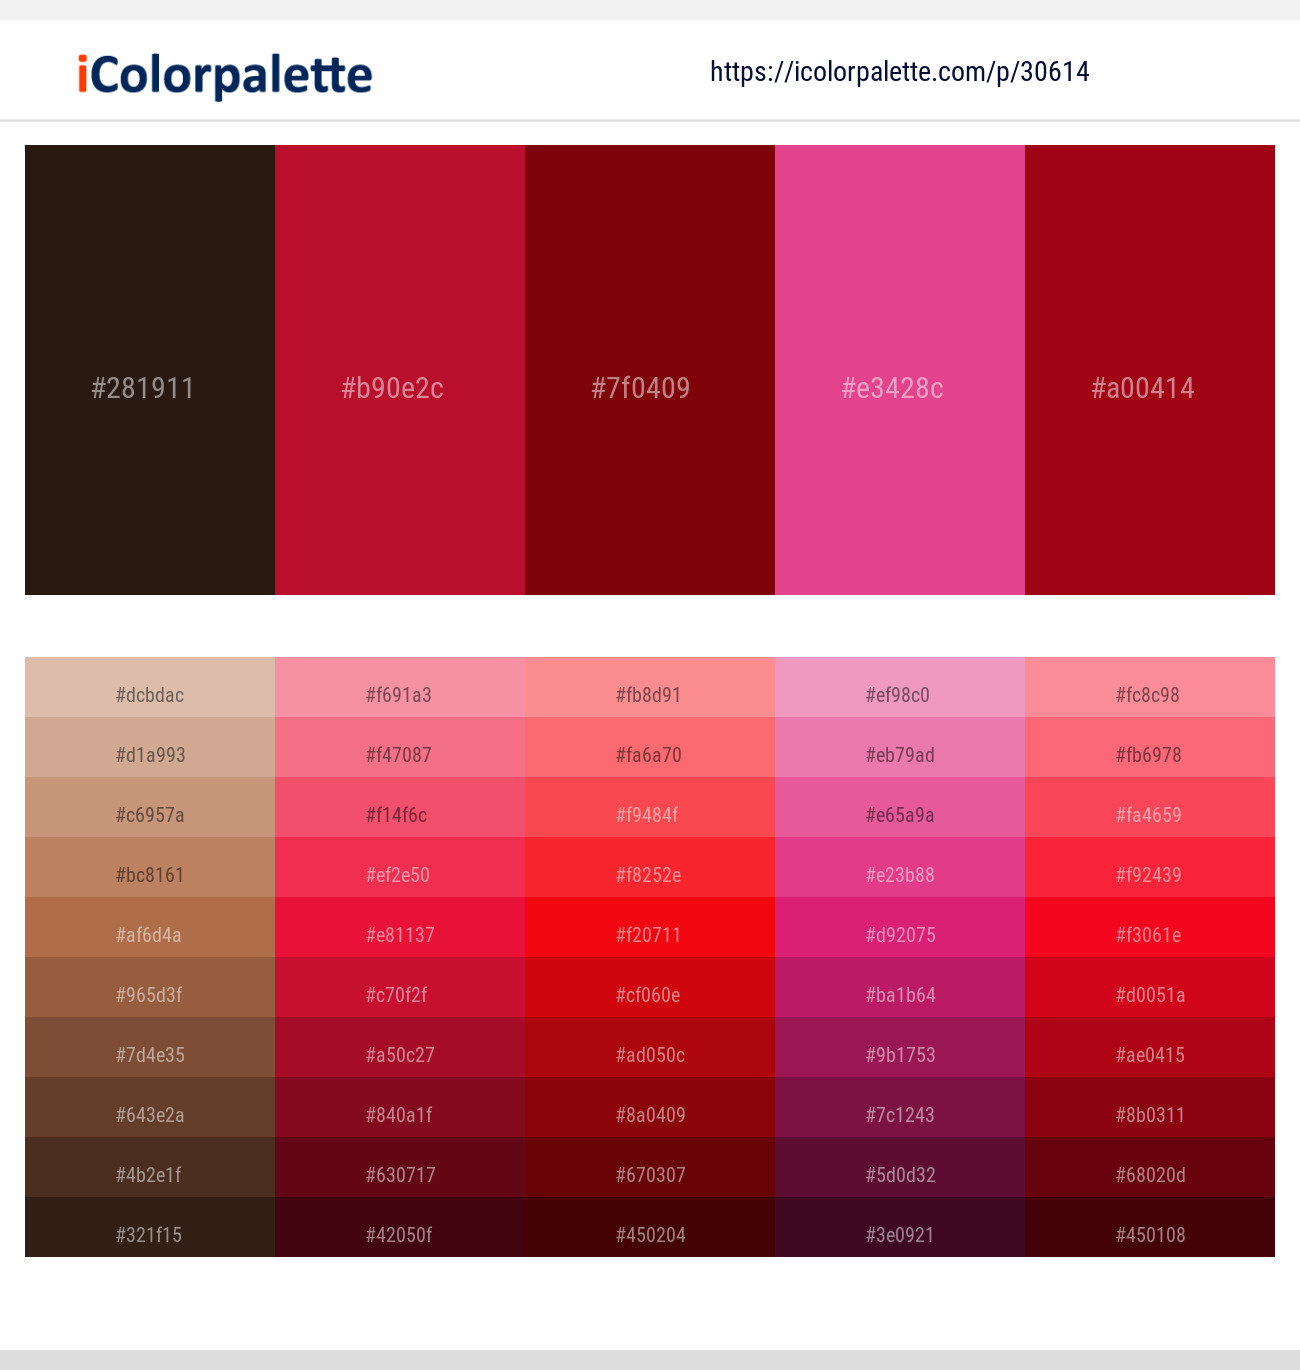 iColorpalette https://icolorpalette.com/p/30614
#281911 #b90e2c #7f0409 #e3428c #a00414
#dcbdac #f691a3 #fb8d91 #ef98c0 #fc8c98
#d1a993 #f47087 #fa6a70 #eb79ad #fb6978
#c6957a #f14f6c #f9484f #e65a9a #fa4659
#bc8161 #ef2e50 #f8252e #e23b88 #f92439
#af6d4a #e81137 #f20711 #d92075 #f3061e
#965d3f #c70f2f #cf060e #ba1b64 #d0051a
#7d4e35 #a50c27 #ad050c #9b1753 #ae0415
#643e2a #840a1f #8a0409 #7c1243 #8b0311
#4b2e1f #630717 #670307 #5d0d32 #68020d
#321f15 #42050f #450204 #3e0921 #450108